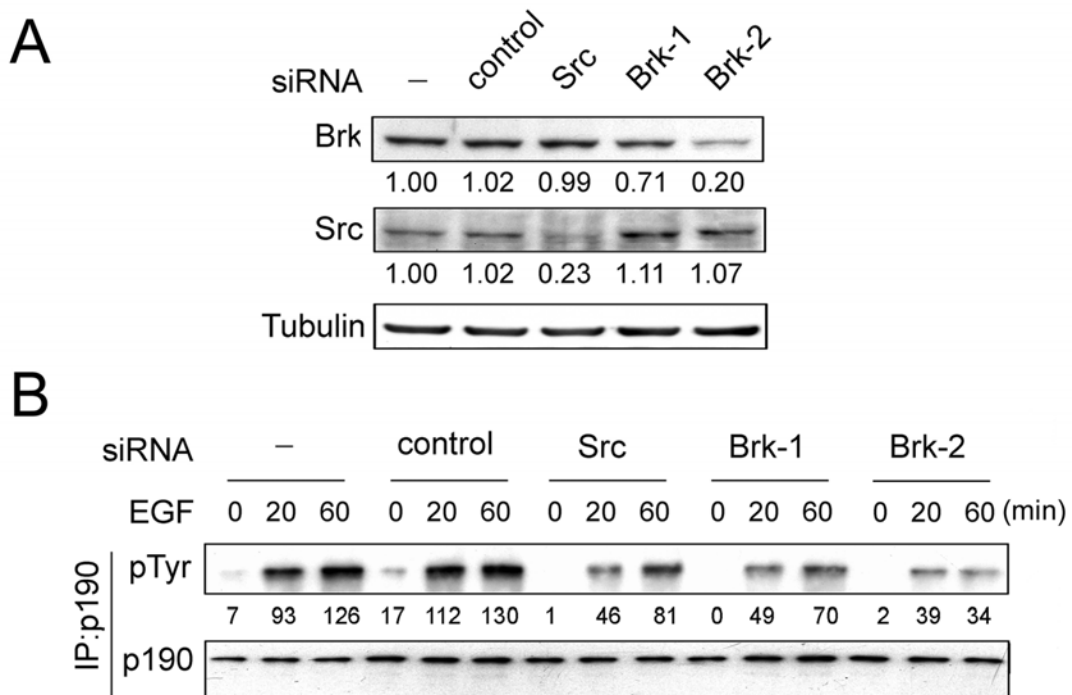 A
siRNA – control Src Brk-1 Brk-2
Brk
1.00 1.02 0.99 0.71 0.20
Src
1.00 1.02 0.23 1.11 1.07
Tubulin
B
siRNA – control Src Brk-1 Brk-2
EGF 0 20 60 0 20 60 0 20 60 0 20 60 0 20 60 (min)
IP:p190
pTyr
7 93 126 17 112 130 1 46 81 0 49 70 2 39 34
p190